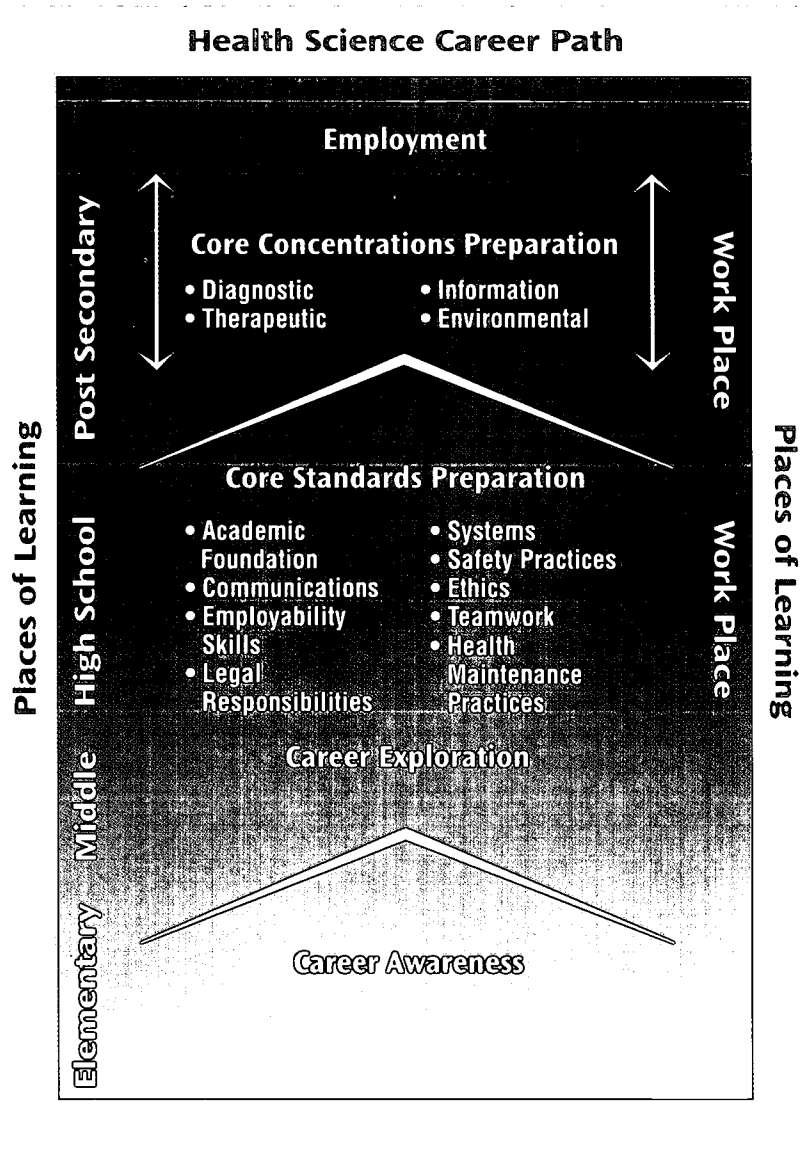 Health Science Career Path
Employment
Core Concentrations Preparation
• Diagnostic
• Therapeutic
• Information
• Environmental
Core Standards Preparation
• Academic
Foundation
• Communications
• Employability
Skills
• Legal
Responsibilities
• Systems
• Safety Practices
• Ethics
• Teamwork
• Health
Maintenance
Practices
Career Exploration
Career Awareness
Places of Learning
Post Secondary
High School
Middle
Elementary
Work Place
Work Place
Places of Learning